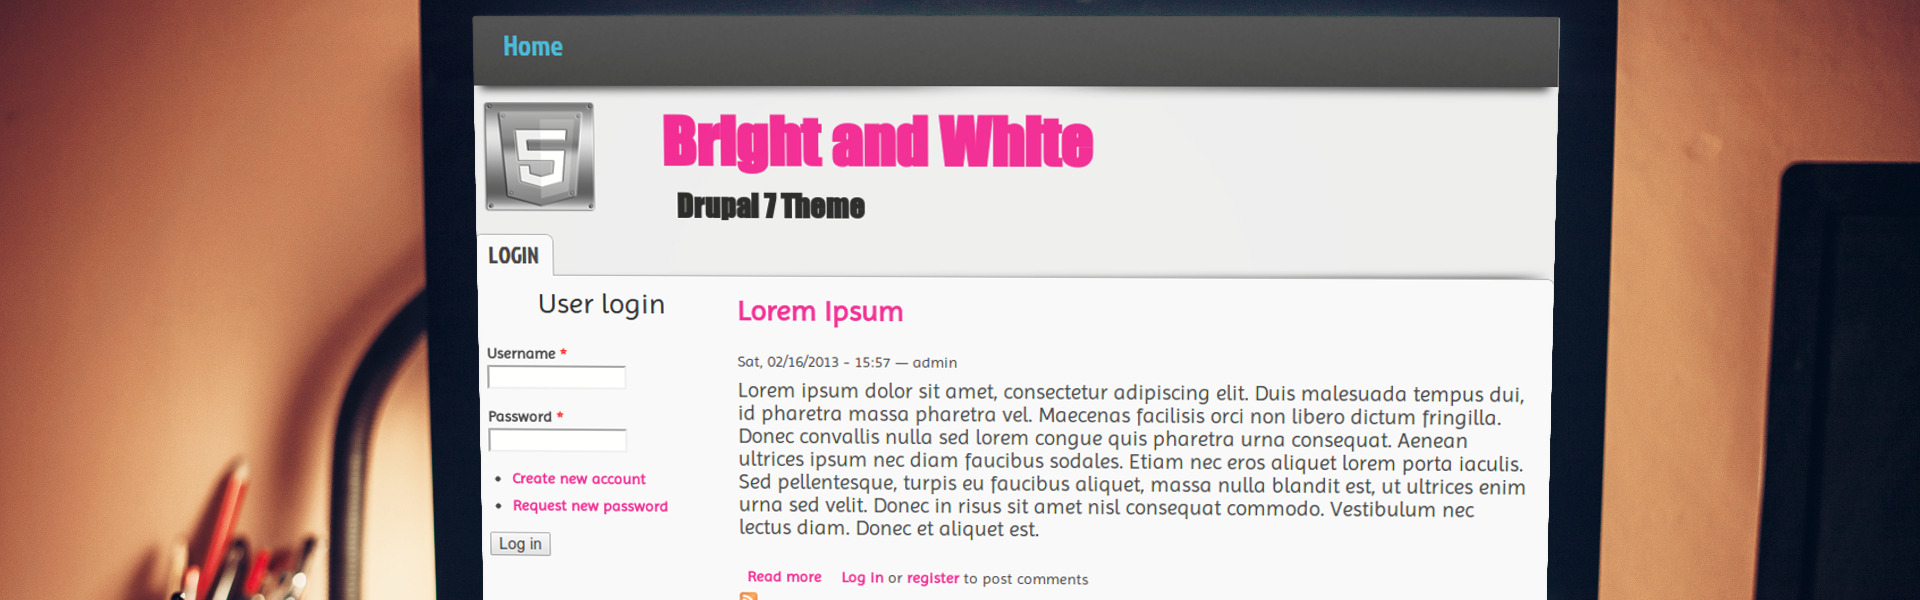 Home
5
Bright and White
Drupal 7 Theme
LOGIN
User login
Username *
Password *
Create new account
Request new password
Log in
Lorem Ipsum
Sat, 02/16/2013 - 15:57 — admin
Lorem ipsum dolor sit amet, consectetur adipiscing elit. Duis malesuada tempus dui,
id pharetra massa pharetra vel. Maecenas facilisis orci non libero dictum fringilla.
Donec convallis nulla sed lorem congue quis pharetra urna consequat. Aenean
ultrices ipsum nec diam faucibus sodales. Etiam nec eros aliquet lorem porta iaculis.
Sed pellentesque, turpis eu faucibus aliquet, massa nulla blandit est, ut ultrices enim
urna sed velit. Donec in risus sit amet nisl consequat commodo. Vestibulum nec
lectus diam. Donec et aliquet est.
Read more Log in or register to post comments